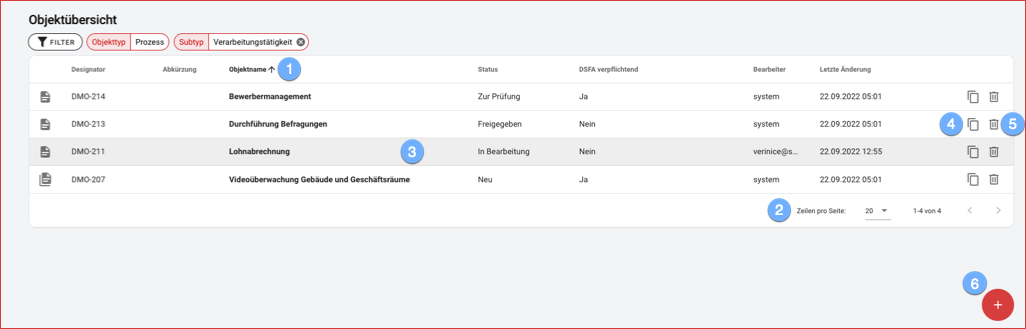 Objektübersicht
FILTER Objekttyp Prozess Subtyp Verarbeitungstätigkeit
Designator Abkürzung Objektname 1 Status DSFA verpflichtend Bearbeiter Letzte Änderung
DMO-214 Bewerbermanagement Zur Prüfung Ja system 22.09.2022 05:01
DMO-213 Durchführung Befragungen Freigegeben Nein system 22.09.2022 05:01 4 5
DMO-211 Lohnabrechnung 3 In Bearbeitung Nein verinice@s... 22.09.2022 12:55
DMO-207 Videoüberwachung Gebäude und Geschäftsräume Neu Ja system 22.09.2022 05:01
2 Zeilen pro Seite: 20 1-4 von 4
6
+